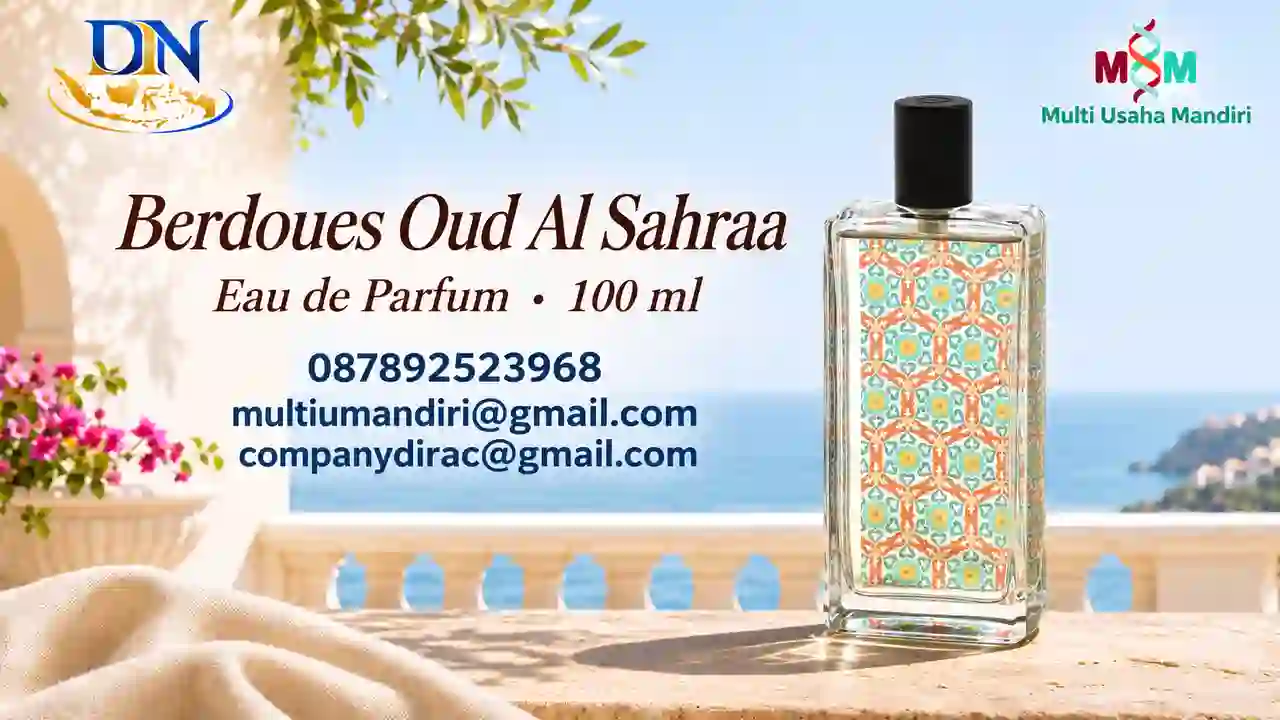 DN
M M
Multi Usaha Mandiri
Berdoues Oud Al Sahraa
Eau de Parfum • 100 ml
087892523968
multiumandiri@gmail.com
companydirac@gmail.com